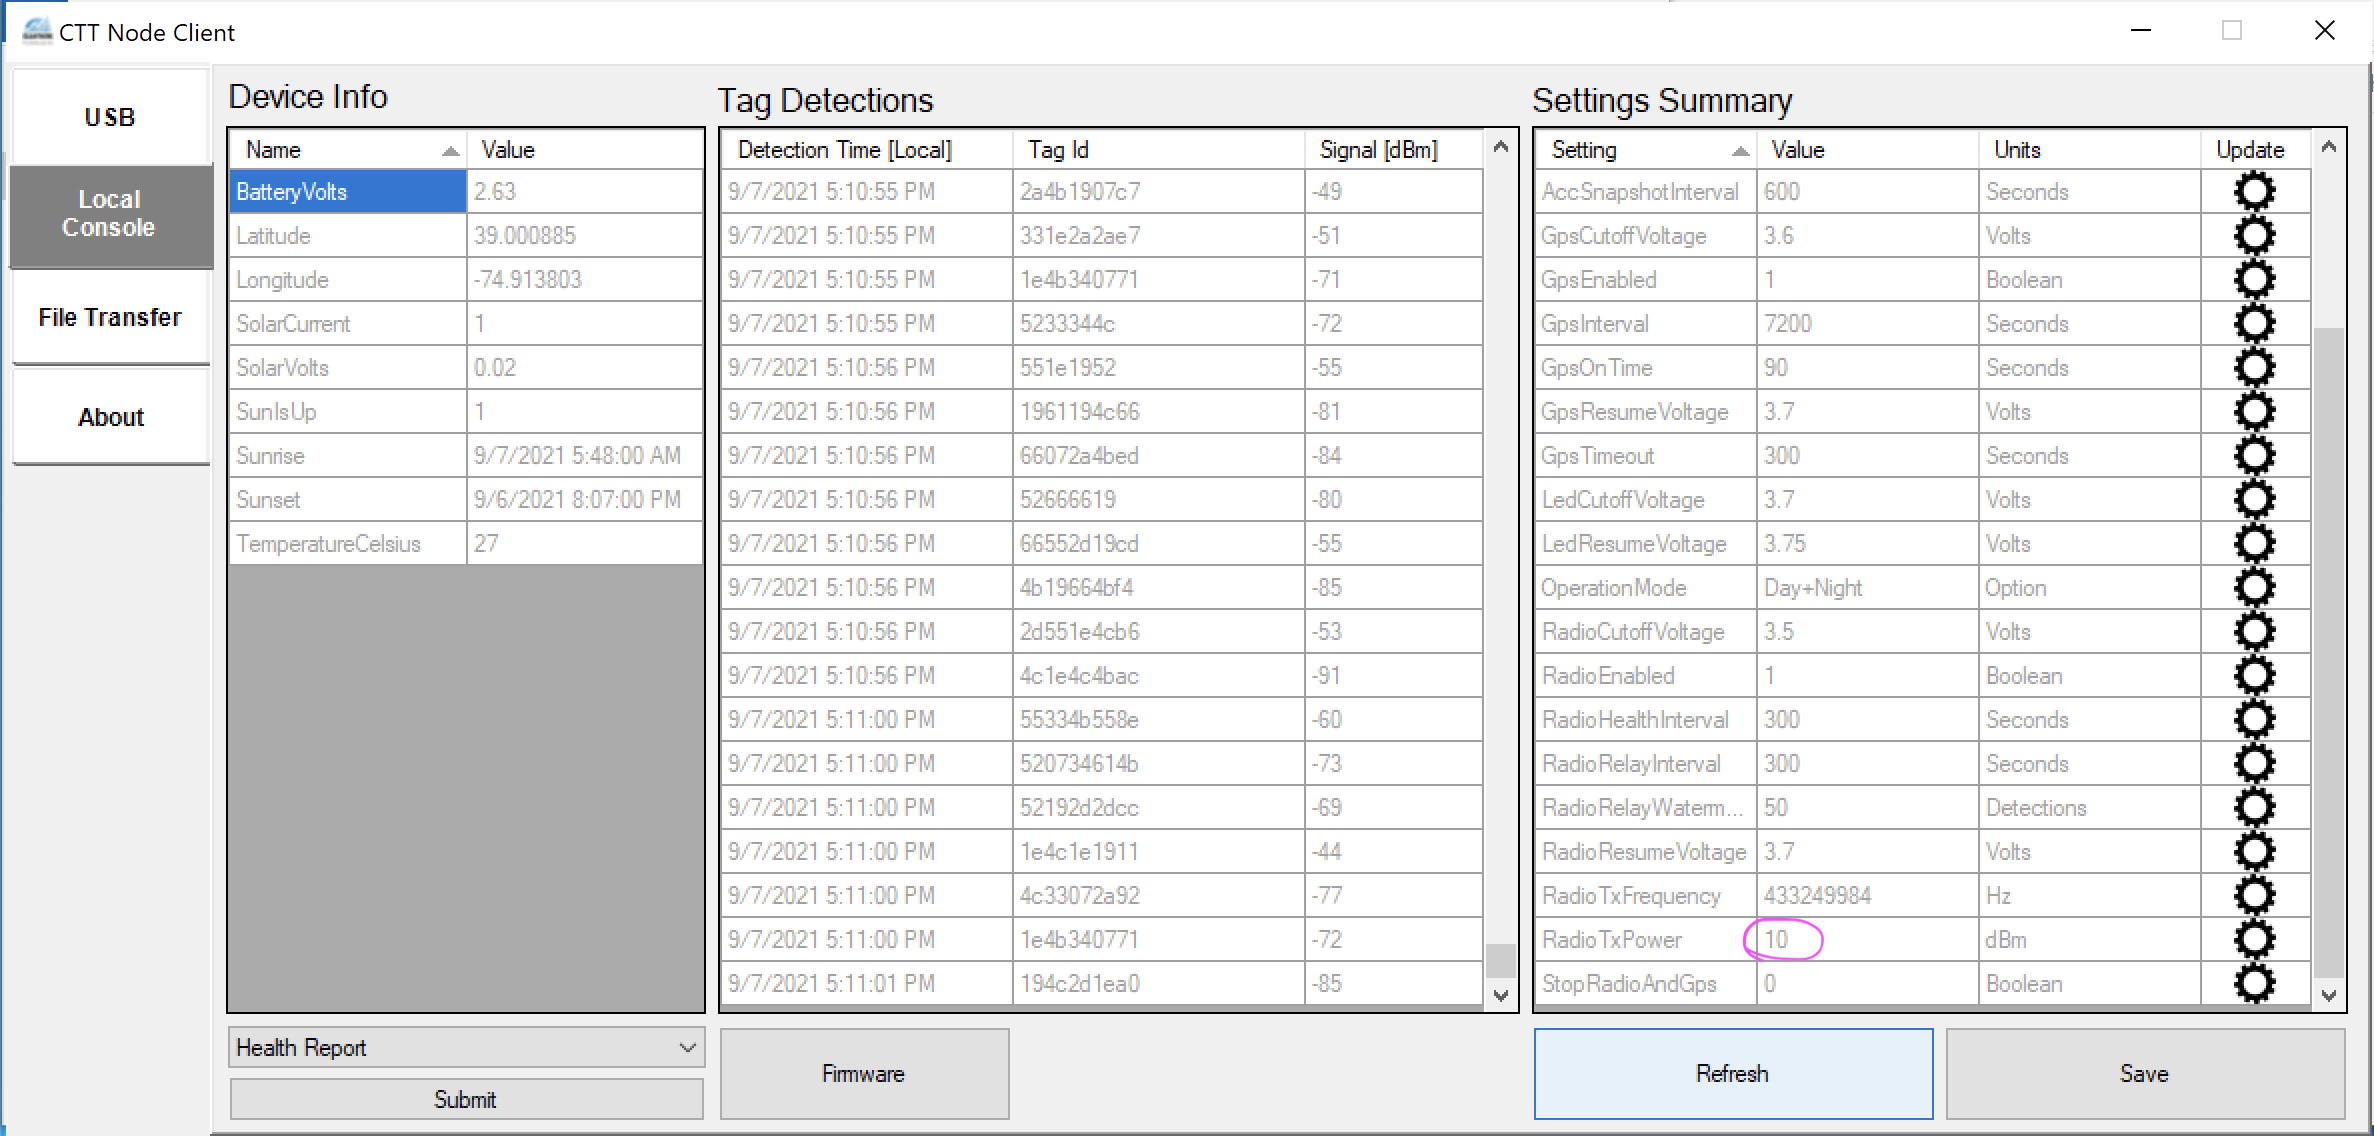 CTT Node Client
USB
Local
Console
File Transfer
About
Device Info
Name Value
BatteryVolts 2.63
Latitude 39.000885
Longitude -74.913803
SolarCurrent 1
SolarVolts 0.02
SunIsUp 1
Sunrise 9/7/2021 5:48:00 AM
Sunset 9/6/2021 8:07:00 PM
TemperatureCelsius 27
Health Report
Submit
Tag Detections
Detection Time [Local] Tag Id Signal [dBm]
9/7/2021 5:10:55 PM 2a4b1907c7 -49
9/7/2021 5:10:55 PM 331e2a2ae7 -51
9/7/2021 5:10:55 PM 1e4b340771 -71
9/7/2021 5:10:55 PM 5233344c -72
9/7/2021 5:10:56 PM 551e1952 -55
9/7/2021 5:10:56 PM 1961194c66 -81
9/7/2021 5:10:56 PM 66072a4bed -84
9/7/2021 5:10:56 PM 52666619 -80
9/7/2021 5:10:56 PM 66552d19cd -55
9/7/2021 5:10:56 PM 4b19664bf4 -85
9/7/2021 5:10:56 PM 2d551e4cb6 -53
9/7/2021 5:10:56 PM 4c1e4c4bac -91
9/7/2021 5:11:00 PM 55334b558e -60
9/7/2021 5:11:00 PM 520734614b -73
9/7/2021 5:11:00 PM 52192d2dcc -69
9/7/2021 5:11:00 PM 1e4c1e1911 -44
9/7/2021 5:11:00 PM 4c33072a92 -77
9/7/2021 5:11:00 PM 1e4b340771 -72
9/7/2021 5:11:01 PM 194c2d1ea0 -85
Firmware
Settings Summary
Setting Value Units Update
AccSnapshotInterval 600 Seconds
GpsCutoffVoltage 3.6 Volts
GpsEnabled 1 Boolean
GpsInterval 7200 Seconds
GpsOnTime 90 Seconds
GpsResumeVoltage 3.7 Volts
GpsTimeout 300 Seconds
LedCutoffVoltage 3.7 Volts
LedResumeVoltage 3.75 Volts
OperationMode Day+Night Option
RadioCutoffVoltage 3.5 Volts
RadioEnabled 1 Boolean
RadioHealthInterval 300 Seconds
RadioRelayInterval 300 Seconds
RadioRelayWaterm... 50 Detections
RadioResumeVoltage 3.7 Volts
RadioTxFrequency 433249984 Hz
RadioTxPower 10 dBm
StopRadioAndGps 0 Boolean
Refresh Save